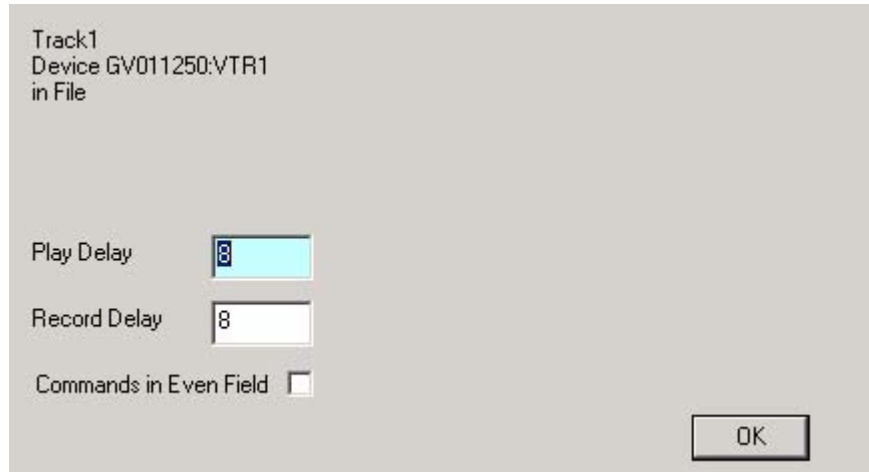 Track1
Device GV011250:VTR1
in File
Play Delay 8
Record Delay 8
Commands in Even Field
OK